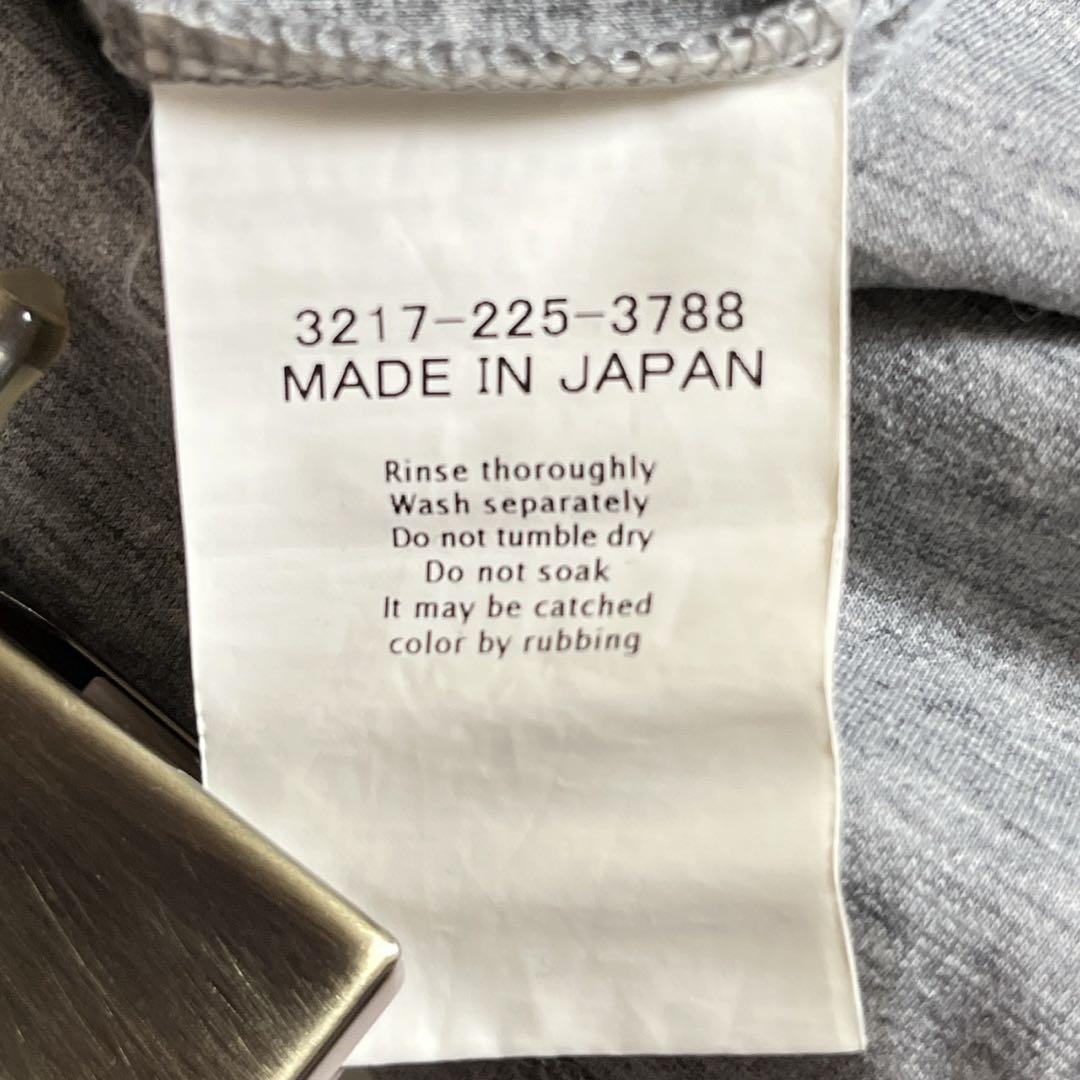 3217-225-3788
MADE IN JAPAN
Rinse thoroughly
Wash separately
Do not tumble dry
Do not soak
It may be catched
color by rubbing